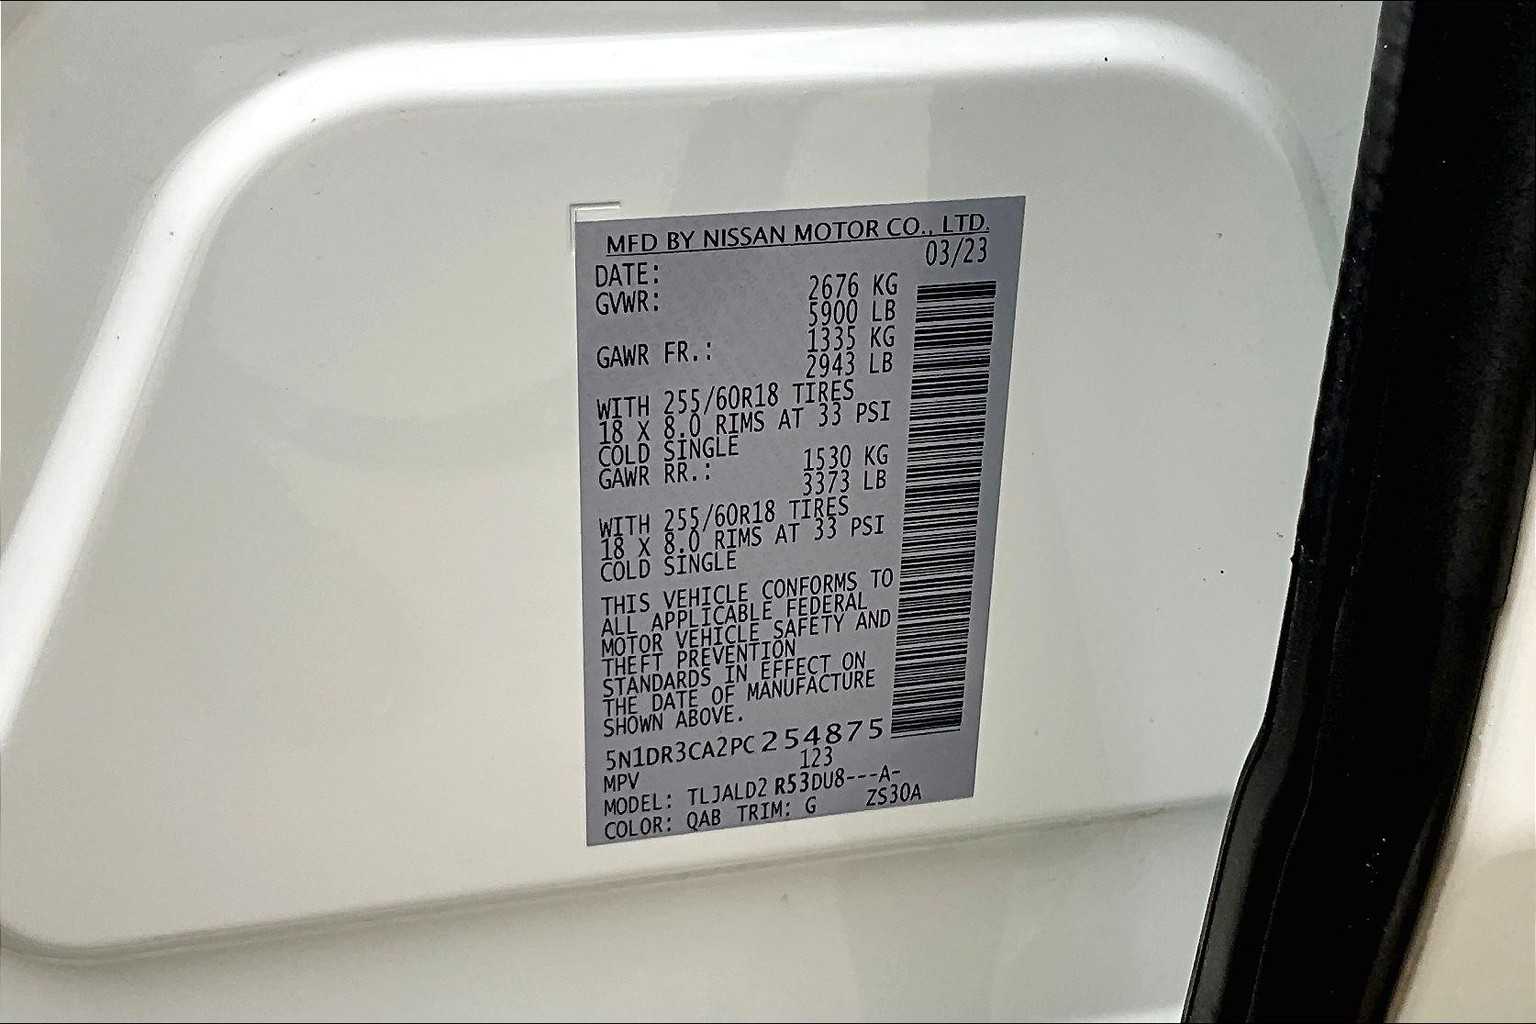 MFD BY NISSAN MOTOR CO., LTD.
DATE: 03/23
GVWR: 2676 KG
5900 LB
GAWR FR.: 1335 KG
2943 LB
WITH 255/60R18 TIRES
18 X 8.0 RIMS AT 33 PSI
COLD SINGLE
GAWR RR.: 1530 KG
3373 LB
WITH 255/60R18 TIRES
18 X 8.0 RIMS AT 33 PSI
COLD SINGLE
THIS VEHICLE CONFORMS TO
ALL APPLICABLE FEDERAL
MOTOR VEHICLE SAFETY AND
THEFT PREVENTION
STANDARDS IN EFFECT ON
THE DATE OF MANUFACTURE
SHOWN ABOVE.
5N1DR3CA2PC254875
MPV 123
MODEL: TLJALD2 R53DU8---A-
COLOR: QAB TRIM: G ZS30A